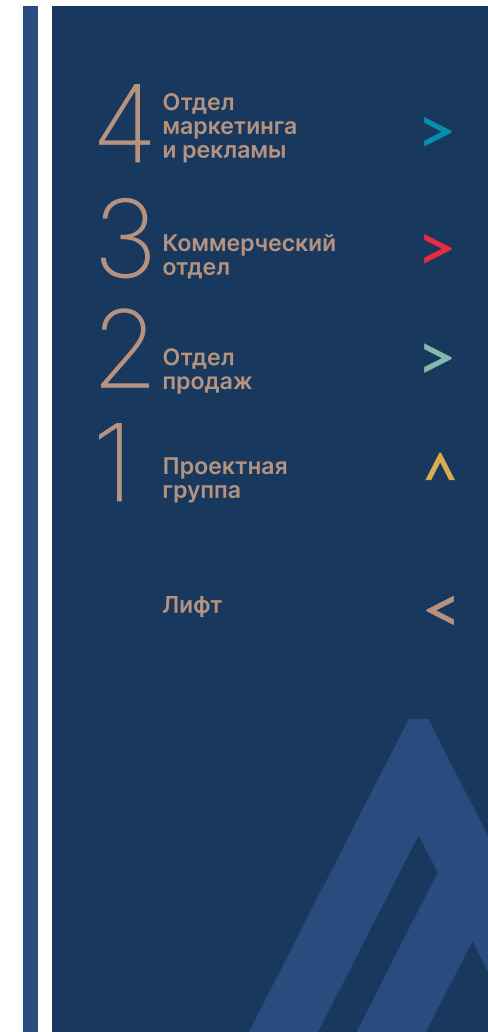 4 Отдел
маркетинга
и рекламы
3 Коммерческий
отдел
2 Отдел
продаж
1 Проектная
группа
Лифт